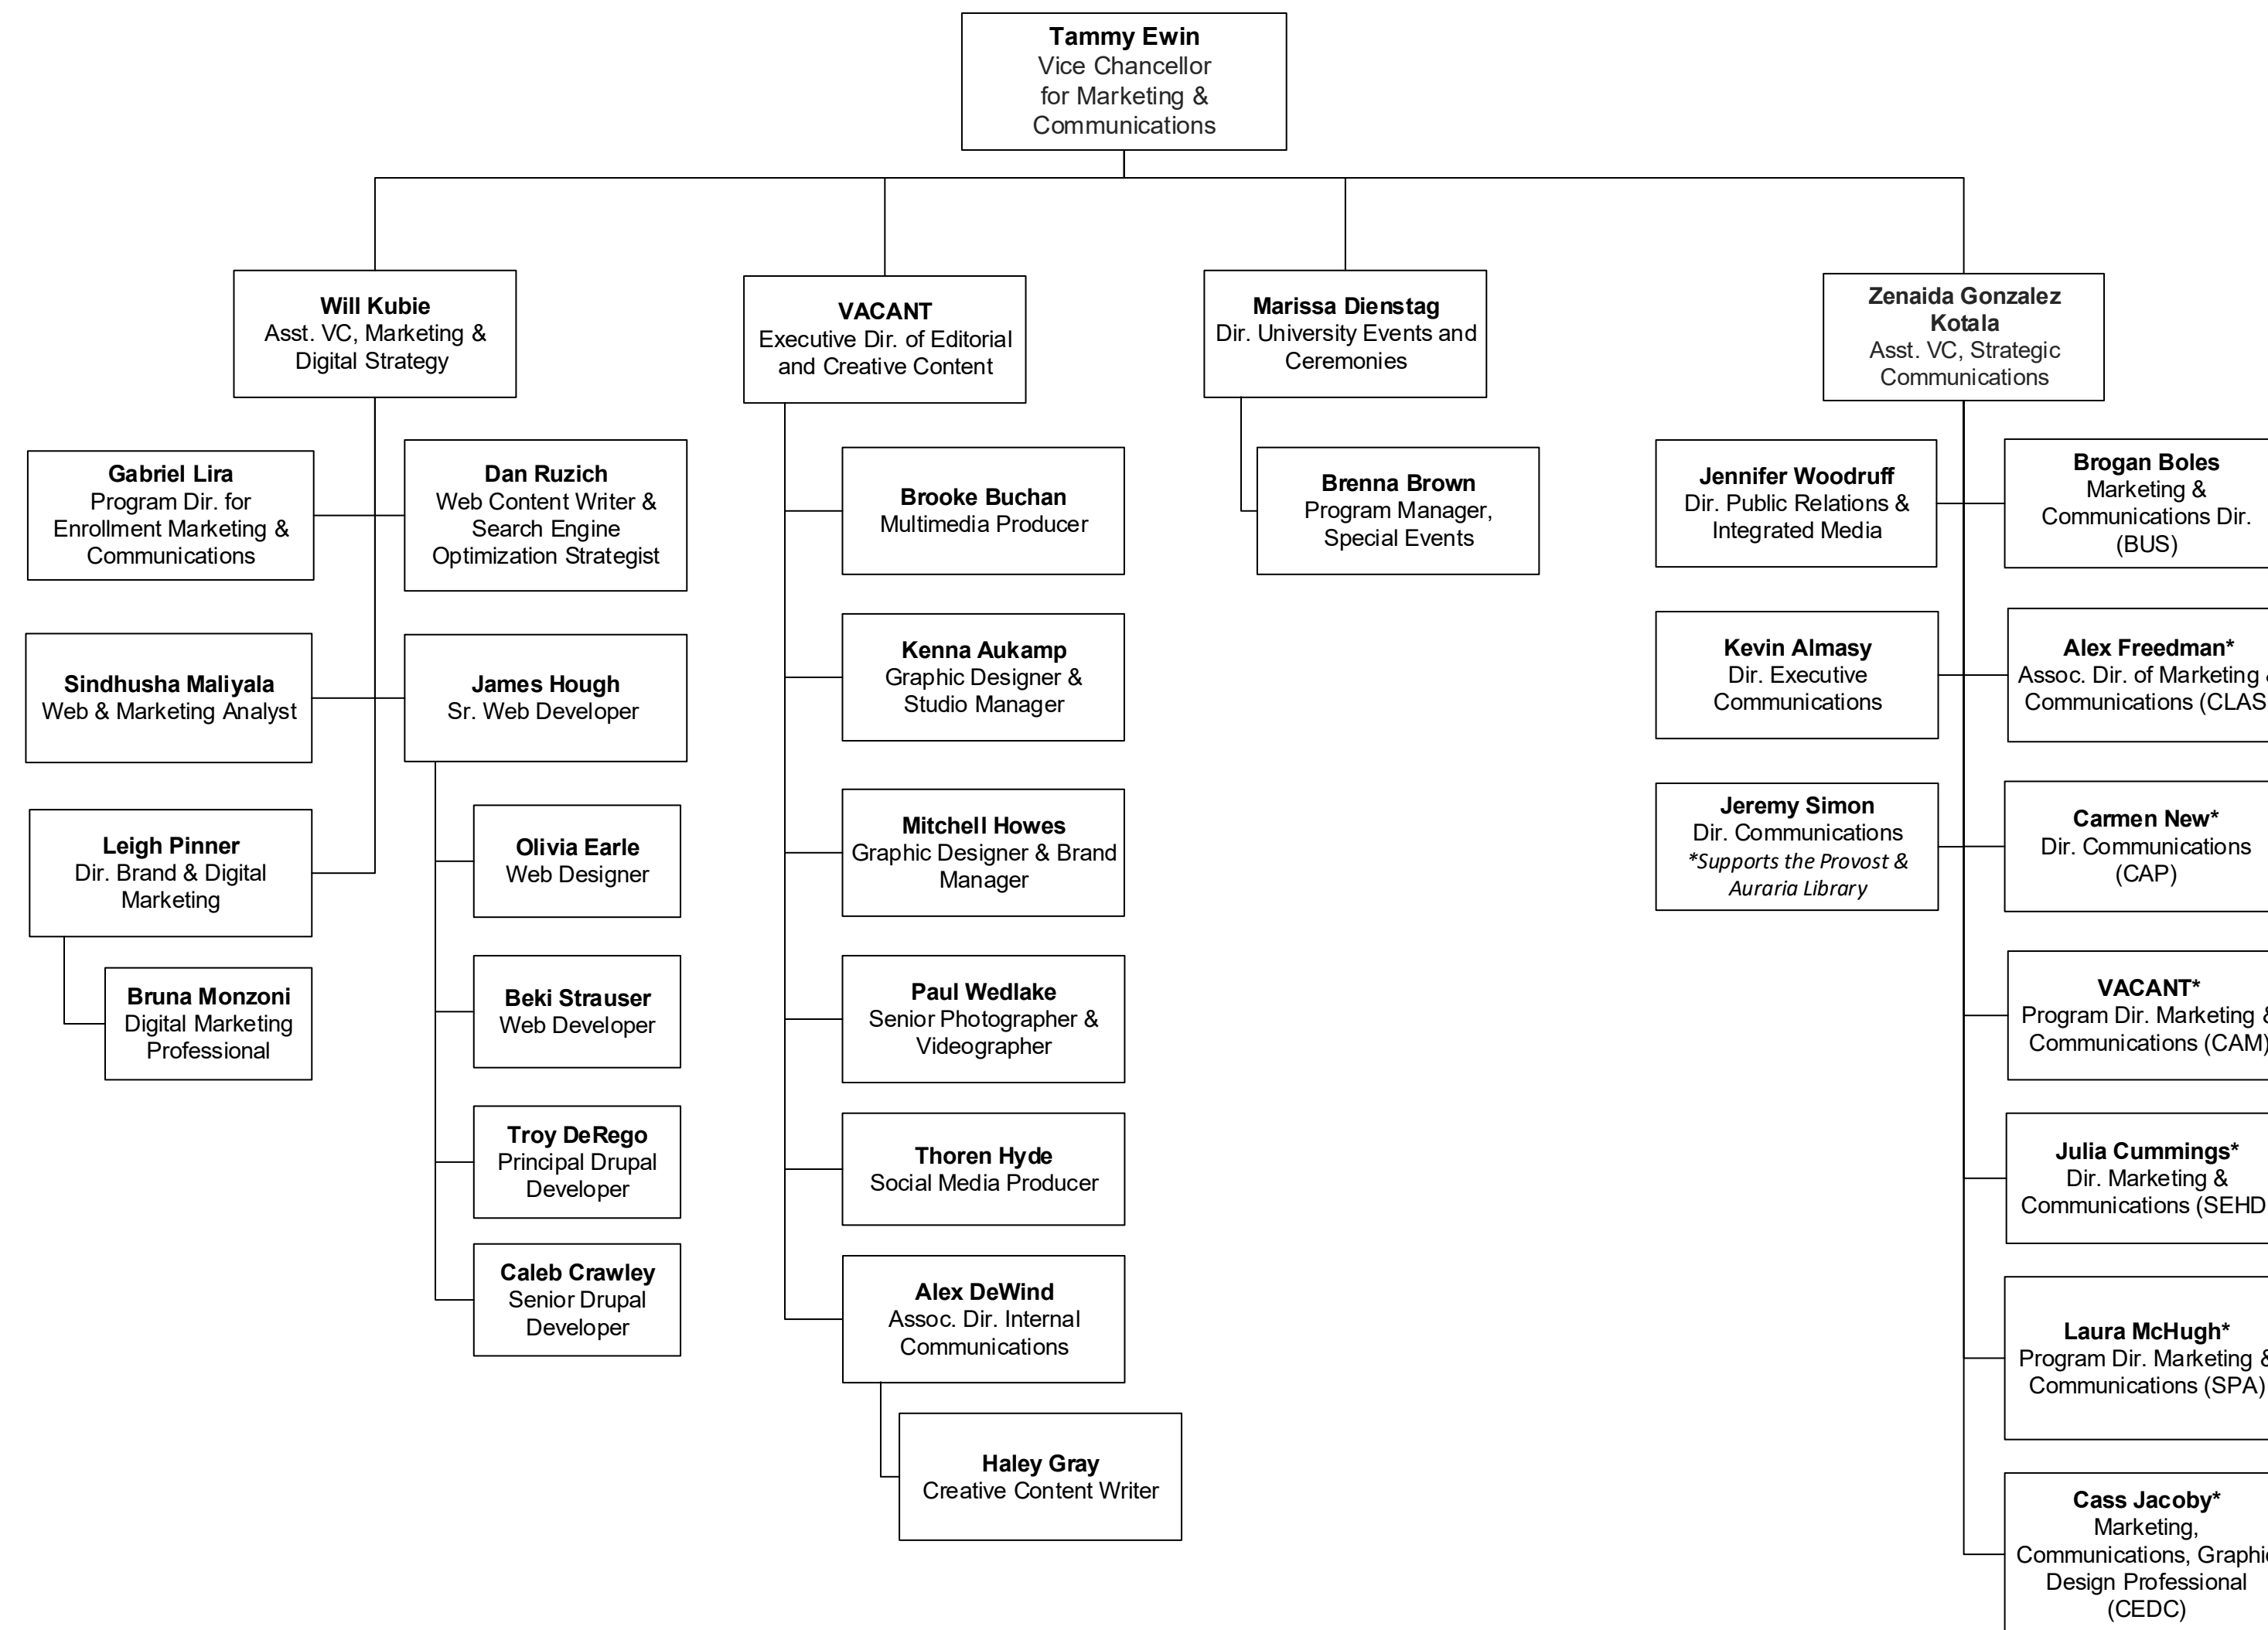 Tammy Ewin
Vice Chancellor
for Marketing &
Communications
Will Kubie
Asst. VC, Marketing &
Digital Strategy
Gabriel Lira
Program Dir. for
Enrollment Marketing &
Communications
Dan Ruzich
Web Content Writer &
Search Engine
Optimization Strategist
Sindhusha Maliyala
Web & Marketing Analyst
James Hough
Sr. Web Developer
Leigh Pinner
Dir. Brand & Digital
Marketing
Bruna Monzoni
Digital Marketing
Professional
Olivia Earle
Web Designer
Beki Strauser
Web Developer
Troy DeRego
Principal Drupal
Developer
Caleb Crawley
Senior Drupal
Developer
VACANT
Executive Dir. of Editorial
and Creative Content
Brooke Buchan
Multimedia Producer
Kenna Aukamp
Graphic Designer &
Studio Manager
Mitchell Howes
Graphic Designer & Brand
Manager
Paul Wedlake
Senior Photographer &
Videographer
Thoren Hyde
Social Media Producer
Alex DeWind
Assoc. Dir. Internal
Communications
Haley Gray
Creative Content Writer
Marissa Dienstag
Dir. University Events and
Ceremonies
Brenna Brown
Program Manager,
Special Events
Zenaida Gonzalez
Kotala
Asst. VC, Strategic
Communications
Jennifer Woodruff
Dir. Public Relations &
Integrated Media
Kevin Almasy
Dir. Executive
Communications
Jeremy Simon
Dir. Communications
*Supports the Provost &
Auraria Library
Brogan Boles
Marketing &
Communications Dir.
(BUS)
Alex Freedman*
Assoc. Dir. of Marketing &
Communications (CLAS
Carmen New*
Dir. Communications
(CAP)
VACANT*
Program Dir. Marketing &
Communications (CAM)
Julia Cummings*
Dir. Marketing &
Communications (SEHD
Laura McHugh*
Program Dir. Marketing &
Communications (SPA)
Cass Jacoby*
Marketing,
Communications, Graphic
Design Professional
(CEDC)